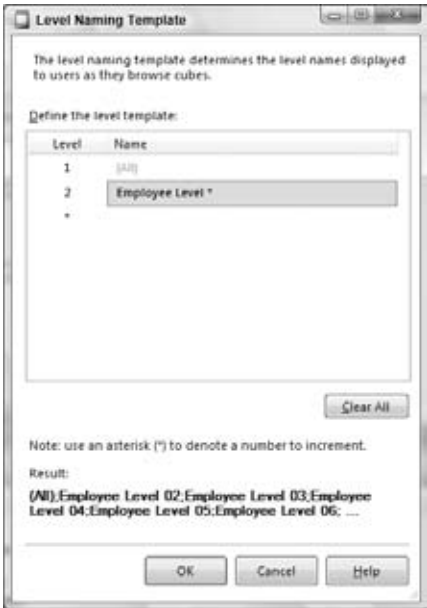 Level Naming Template
The level naming template determines the level names displayed
to users as they browse cubes.
Define the level template:
Level Name
1 (All)
2 Employee Level *
*
Clear All
Note: use an asterisk (*) to denote a number to increment.
Result:
(All);Employee Level 02;Employee Level 03;Employee
Level 04;Employee Level 05;Employee Level 06; ...
OK Cancel Help